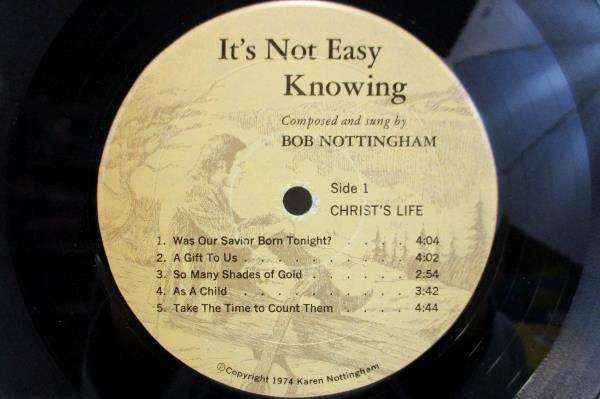 It's Not Easy
Knowing
Composed and sung by
BOB NOTTINGHAM
Side 1
CHRIST'S LIFE
1. Was Our Savior Born Tonight? . . . . 4:04
2. A Gift To Us . . . . . . . . . . 4:02
3. So Many Shades of Gold . . . . . . 2:54
4. As A Child . . . . . . . . . . . 3:42
5. Take The Time to Count Them . . . . 4:44
©Copyright 1974 Karen Nottingham